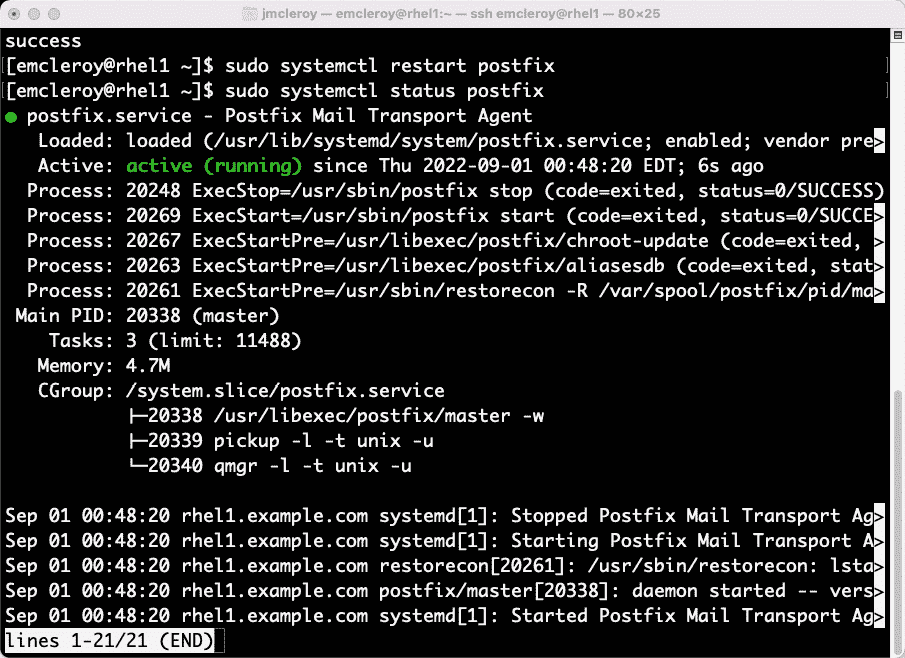 jmcleroy — emcleroy@rhel1:~ — ssh emcleroy@rhel1 — 80×25
success
[emcleroy@rhel1 ~]$ sudo systemctl restart postfix
[emcleroy@rhel1 ~]$ sudo systemctl status postfix
● postfix.service - Postfix Mail Transport Agent
   Loaded: loaded (/usr/lib/systemd/system/postfix.service; enabled; vendor pre>
   Active: active (running) since Thu 2022-09-01 00:48:20 EDT; 6s ago
  Process: 20248 ExecStop=/usr/sbin/postfix stop (code=exited, status=0/SUCCESS)
  Process: 20269 ExecStart=/usr/sbin/postfix start (code=exited, status=0/SUCCE>
  Process: 20267 ExecStartPre=/usr/libexec/postfix/chroot-update (code=exited, >
  Process: 20263 ExecStartPre=/usr/libexec/postfix/aliasesdb (code=exited, stat>
  Process: 20261 ExecStartPre=/usr/sbin/restorecon -R /var/spool/postfix/pid/ma>
 Main PID: 20338 (master)
    Tasks: 3 (limit: 11488)
   Memory: 4.7M
   CGroup: /system.slice/postfix.service
           ├─20338 /usr/libexec/postfix/master -w
           ├─20339 pickup -l -t unix -u
           └─20340 qmgr -l -t unix -u
Sep 01 00:48:20 rhel1.example.com systemd[1]: Stopped Postfix Mail Transport Ag>
Sep 01 00:48:20 rhel1.example.com systemd[1]: Starting Postfix Mail Transport A>
Sep 01 00:48:20 rhel1.example.com restorecon[20261]: /usr/sbin/restorecon: lsta>
Sep 01 00:48:20 rhel1.example.com postfix/master[20338]: daemon started -- vers>
Sep 01 00:48:20 rhel1.example.com systemd[1]: Started Postfix Mail Transport Ag>
lines 1-21/21 (END)